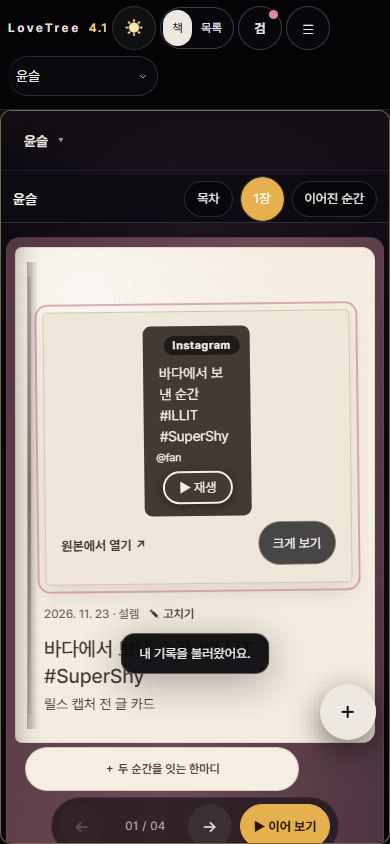 LoveTree 4.1 책 목록 검 ☰
윤슬
윤슬 ▼
윤슬 목차 1장 이어진 순간
Instagram
바다에서 보
낸 순간
#ILLIT
#SuperShy
@fan
▶ 재생
원본에서 열기 ↗ 크게 보기
2026. 11. 23 · 설렘 ✎ 고치기
바다에서
내 기록을 불러왔어요.
#SuperShy
릴스 캡처 전 글 카드
+
+ 두 순간을 잇는 한마디
← 01 / 04 → ▶ 이어 보기